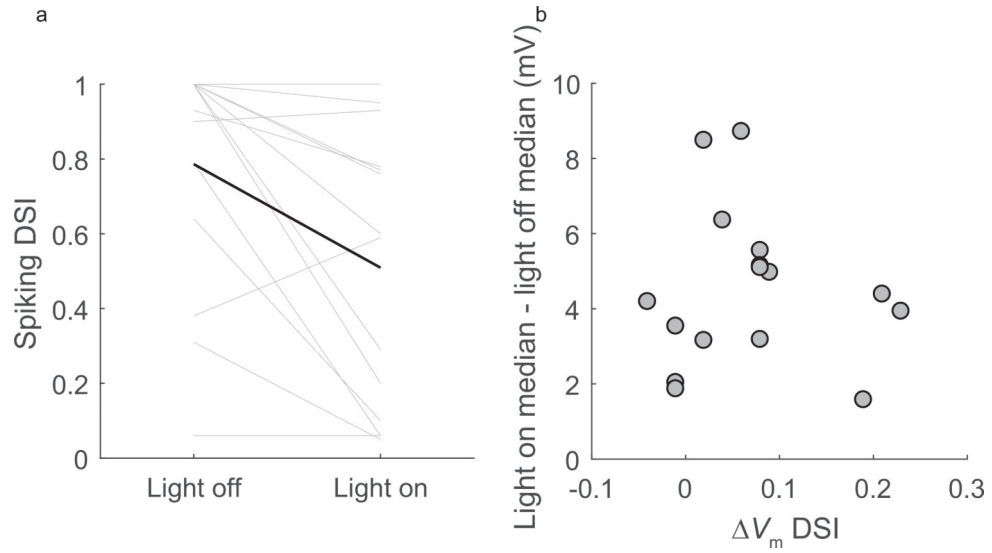 a
Spiking DSI
1
0.8
0.6
0.4
0.2
0
Light off
Light on
b
Light on median - light off median (mV)
10
8
6
4
2
0
-0.1
0
0.1
0.2
0.3
ΔVm DSI